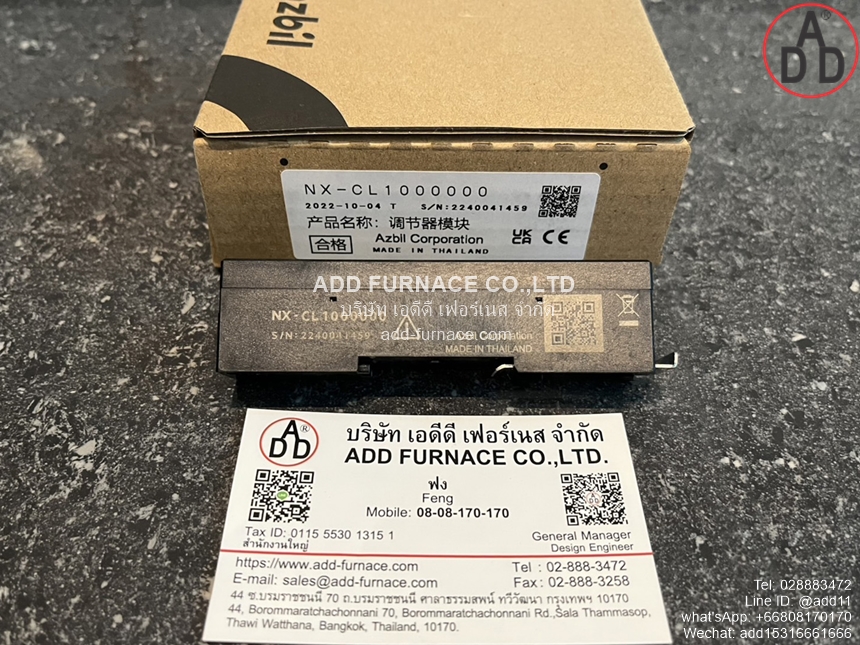 azbil
ADD®
NX-CL1000000
2022-10-04 T S/N:2240041459
产品名称：调节器模块
合格 Azbil Corporation
MADE IN THAILAND
UK
CA CE
ADD FURNACE CO.,LTD
บริษัท เอดีดี เฟอร์เนส จำกัด
add-furnace.com
NX-CL1000000
S/N:2240041459 T
Azbil Corporation
MADE IN THAILAND
ADD®
บริษัท เอดีดี เฟอร์เนส จำกัด
ADD FURNACE CO.,LTD.
ฟง
Feng
Mobile: 08-08-170-170
Tax ID: 0115 5530 1315 1
สำนักงานใหญ่
General Manager
Design Engineer
https://www.add-furnace.com
Tel : 02-888-3472
E-mail: sales@add-furnace.com
Fax : 02-888-3258
44 ซ.บรมราชชนนี 70 ถ.บรมราชชนนี ศาลาธรรมสพน์ ทวีวัฒนา กรุงเทพฯ 10170
44, Borommaratchachonnani 70, Borommaratchachonnani Rd.,Sala Thammasop,
Thawi Watthana, Bangkok, Thailand, 10170.
Tel. 028883472
Line ID: @add11
what'sApp: +66808170170
Wechat: add15316661666